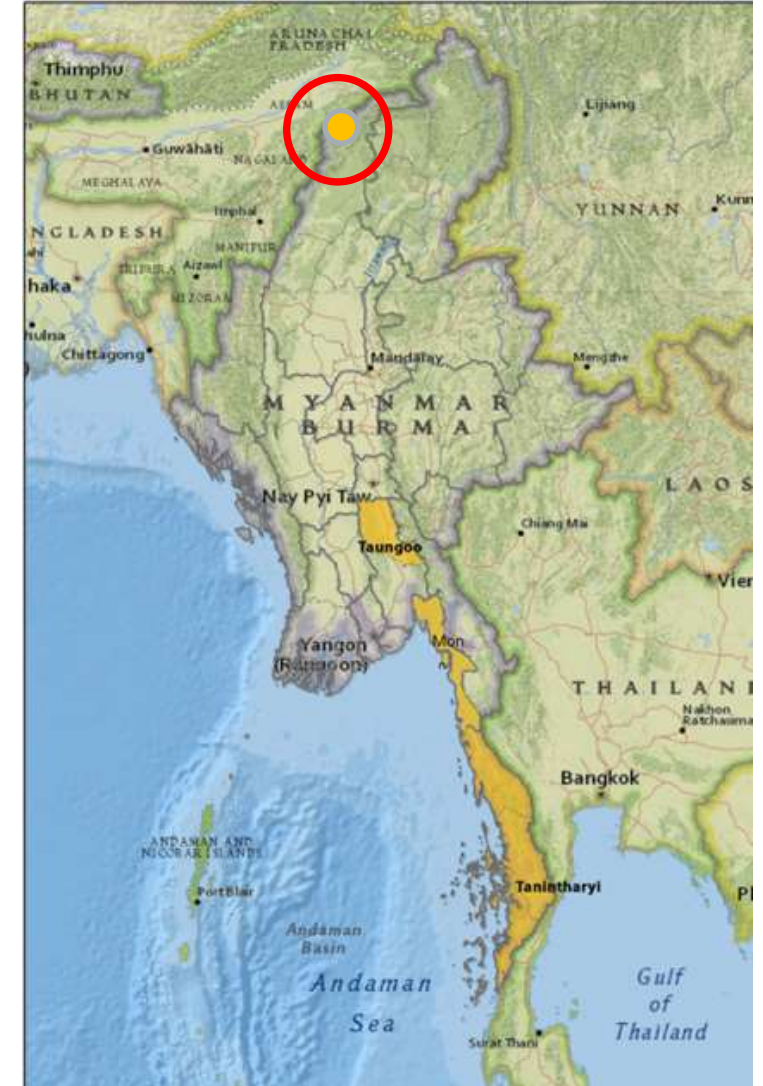 ARUNACHAL
PRADESH
Thimphu
BHUTAN
Lijiang
ASSAM
Guwāhāti
NAGALAND
MEGHALAYA
YUNNAN
Kunn
Imphal
NGLADESH
MANIPUR
TRIPURA
Aizawl
haka
MIZORAM
hulna
Chittagong
Mandalay
Mengzhe
MYANMAR
BURMA
LAOS
Nay Pyi Taw
Chiang Mai
Taungoo
Vier
Yangon
(Rangoon)
Mon
THAILAN
Nakhon
Ratchasima
Bangkok
ANDAMAN AND
NICOBAR ISLANDS
Port Blair
Tanintharyi
Andaman
Basin
Andaman
Sea
Gulf
of
Thailand
Surat Thani